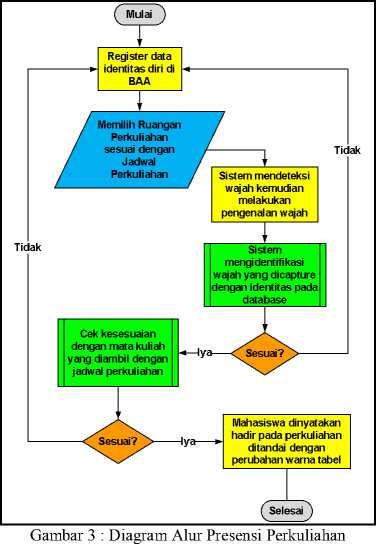 Mulai
Register data
identitas diri di
BAA
Memilih Ruangan
Perkuliahan
sesuai dengan
Jadwal
Perkuliahan
Tidak
Sistem mendeteksi
wajah kemudian
melakukan
pengenalan wajah
Tidak
Sistem
mengidentifikasi
wajah yang dicapture
dengan identitas pada
database
Sesuai?
Iya
Cek kesesuaian
dengan mata kuliah
yang diambil dengan
jadwal perkuliahan
Sesuai?
Iya
Mahasiswa dinyatakan
hadir pada perkuliahan
ditandai dengan
perubahan warna tabel
Selesai
Gambar 3 : Diagram Alur Presensi Perkuliahan